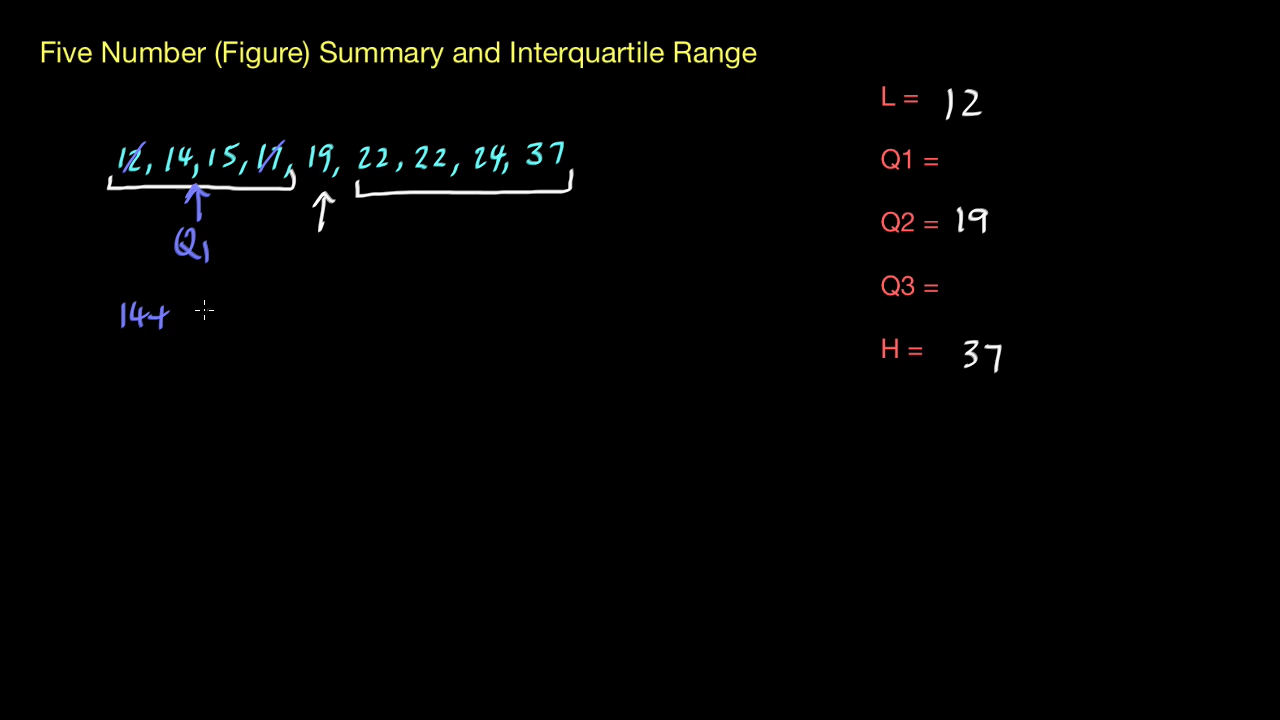 Five Number (Figure) Summary and Interquartile Range
L = 12
12, 14, 15, 17, 19, 22, 22, 24, 37
Q1 =
Q2 = 19
Q1
Q3 =
14+
H = 37